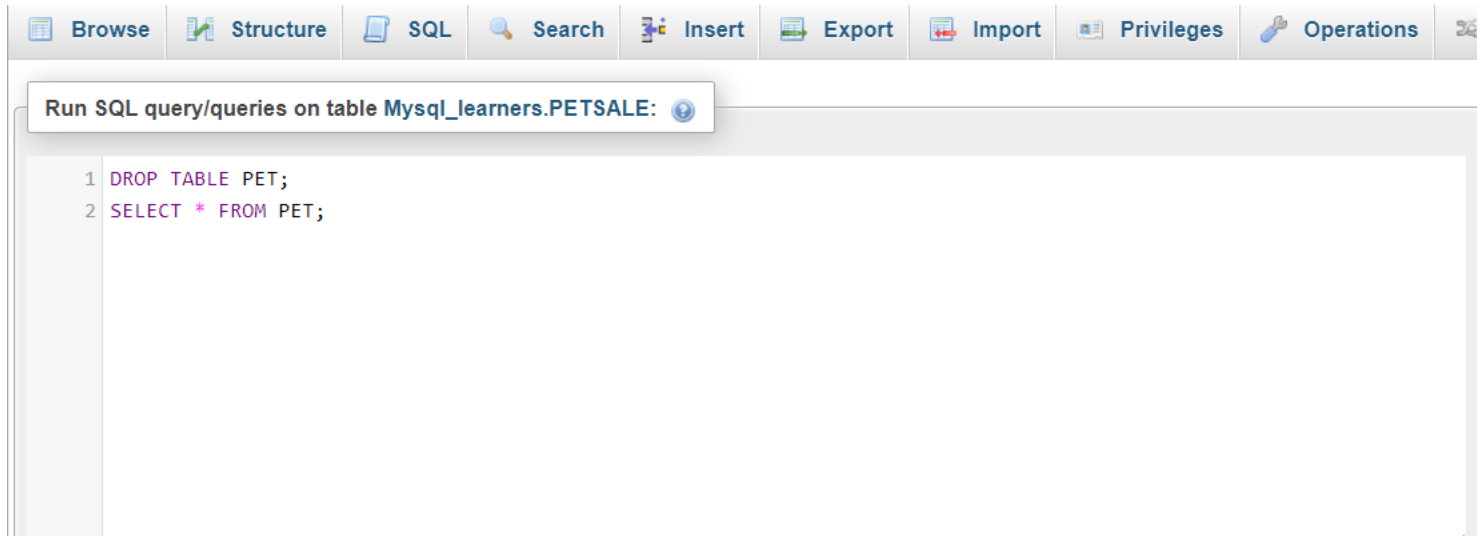 Browse Structure SQL Search Insert Export Import Privileges Operations
Run SQL query/queries on table Mysql_learners.PETSALE:
1 DROP TABLE PET;
2 SELECT * FROM PET;